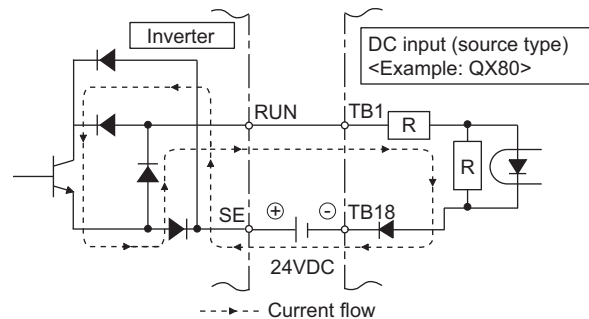 Inverter
DC input (source type)
<Example: QX80>
RUN
TB1
R
R
SE
+
-
TB18
24VDC
Current flow